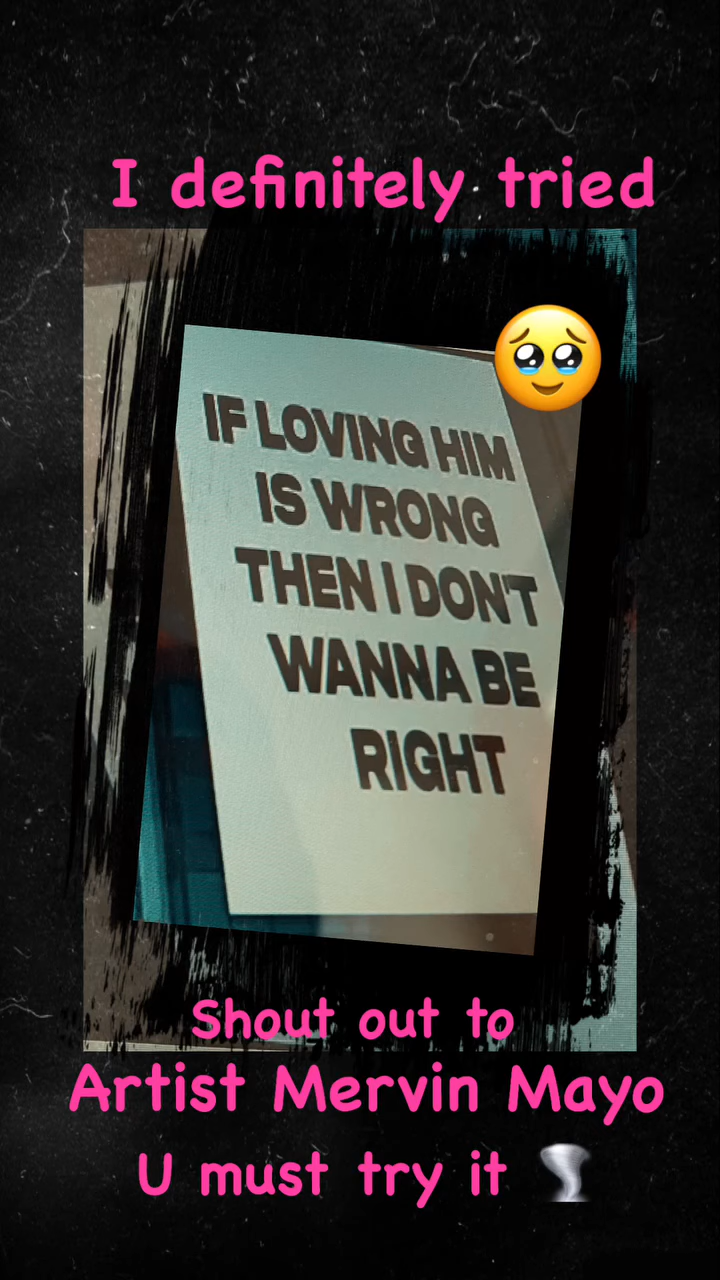 I definitely tried
IF LOVING HIM
IS WRONG
THEN I DON'T
WANNA BE
RIGHT
Shout out to
Artist Mervin Mayo
U must try it